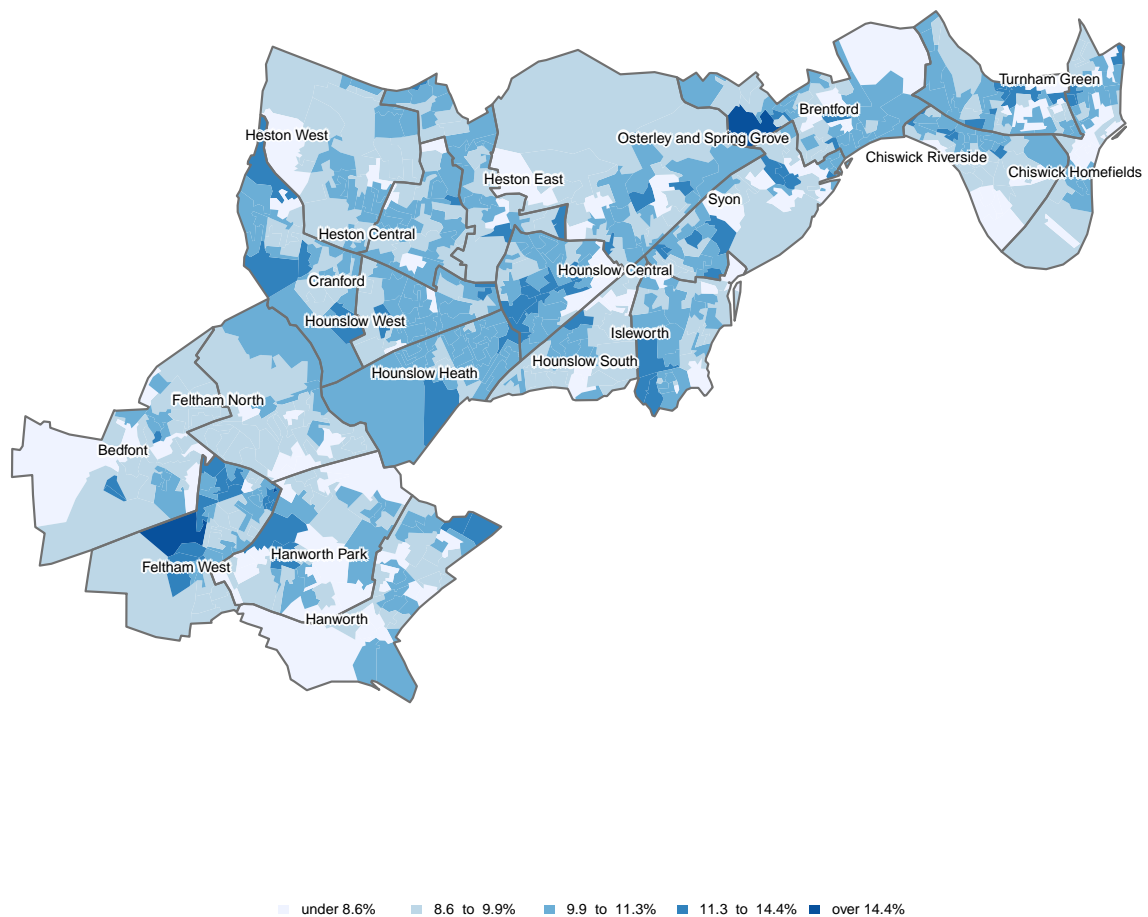 Turnham Green
Brentford
Heston West
Osterley and Spring Grove
Chiswick Riverside
Chiswick Homefields
Heston East
Syon
Heston Central
Hounslow Central
Cranford
Hounslow West
Isleworth
Hounslow South
Hounslow Heath
Feltham North
Bedfont
Hanworth Park
Feltham West
Hanworth
under 8.6% 8.6 to 9.9% 9.9 to 11.3% 11.3 to 14.4% over 14.4%